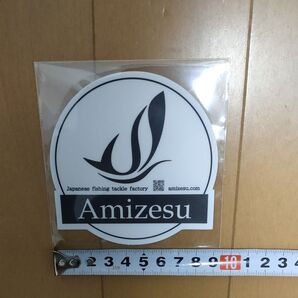 Japanese fishing tackle factory amizesu.com
Amizesu
2 3 4 5 6 7 8 9 10 1 2 3 4